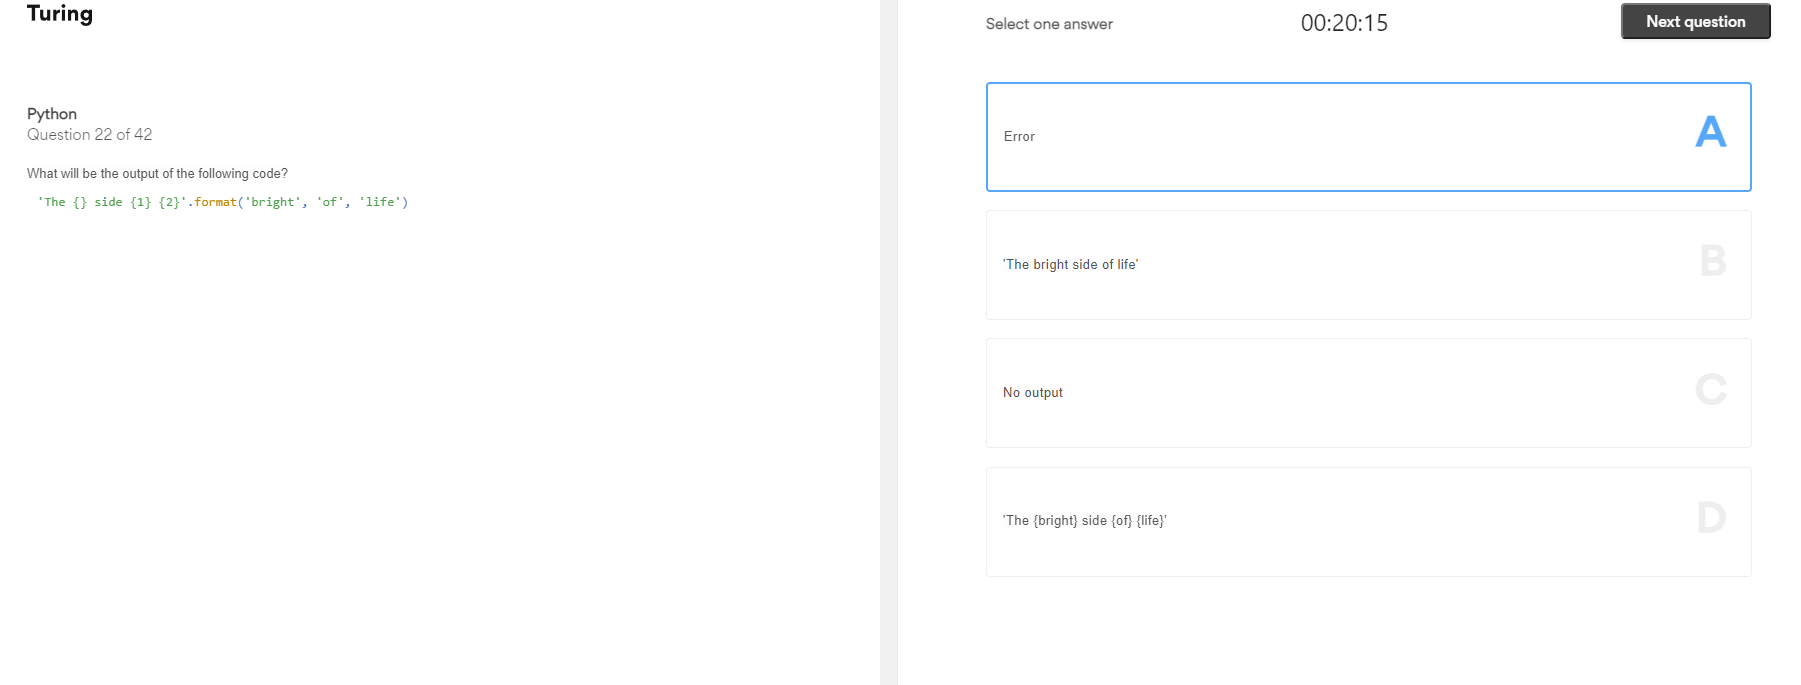 Turing
Select one answer
00:20:15
Next question
Python
Question 22 of 42
What will be the output of the following code?
'The {} side {1} {2}'.format('bright', 'of', 'life')
Error
A
'The bright side of life'
B
No output
C
'The {bright} side {of} {life}'
D